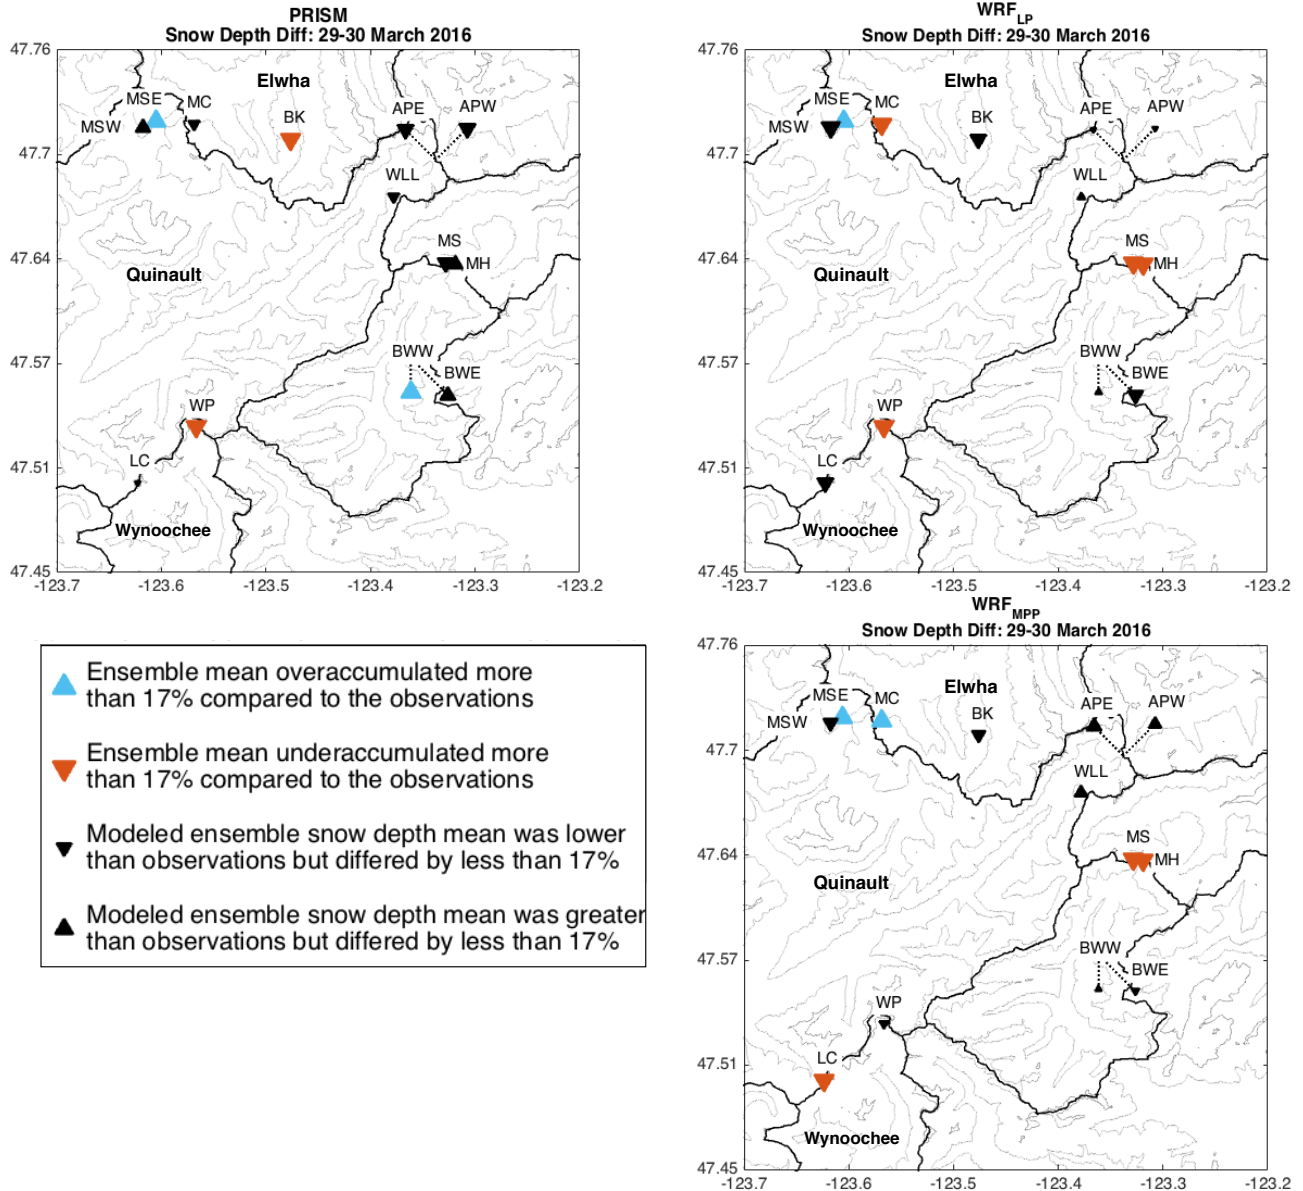 PRISM
Snow Depth Diff: 29-30 March 2016
47.76
47.7
47.64
47.57
47.51
47.45
-123.7
-123.6
-123.5
-123.4
-123.3
-123.2
Elwha
MSE
MC
MSW
BK
APE
APW
WLL
MS
MH
Quinault
BWW
BWE
WP
LC
Wynoochee
WRF LP
Snow Depth Diff: 29-30 March 2016
47.76
47.7
47.64
47.57
47.51
47.45
-123.7
-123.6
-123.5
-123.4
-123.3
-123.2
Elwha
MSE
MC
MSW
BK
APE
APW
WLL
MS
MH
Quinault
BWW
BWE
WP
LC
Wynoochee
Ensemble mean overaccumulated more
than 17% compared to the observations
Ensemble mean underaccumulated more
than 17% compared to the observations
Modeled ensemble snow depth mean was lower
than observations but differed by less than 17%
Modeled ensemble snow depth mean was greater
than observations but differed by less than 17%
WRF MPP
Snow Depth Diff: 29-30 March 2016
47.76
47.7
47.64
47.57
47.51
47.45
-123.7
-123.6
-123.5
-123.4
-123.3
-123.2
Elwha
MSE
MC
MSW
BK
APE
APW
WLL
MS
MH
Quinault
BWW
BWE
WP
LC
Wynoochee